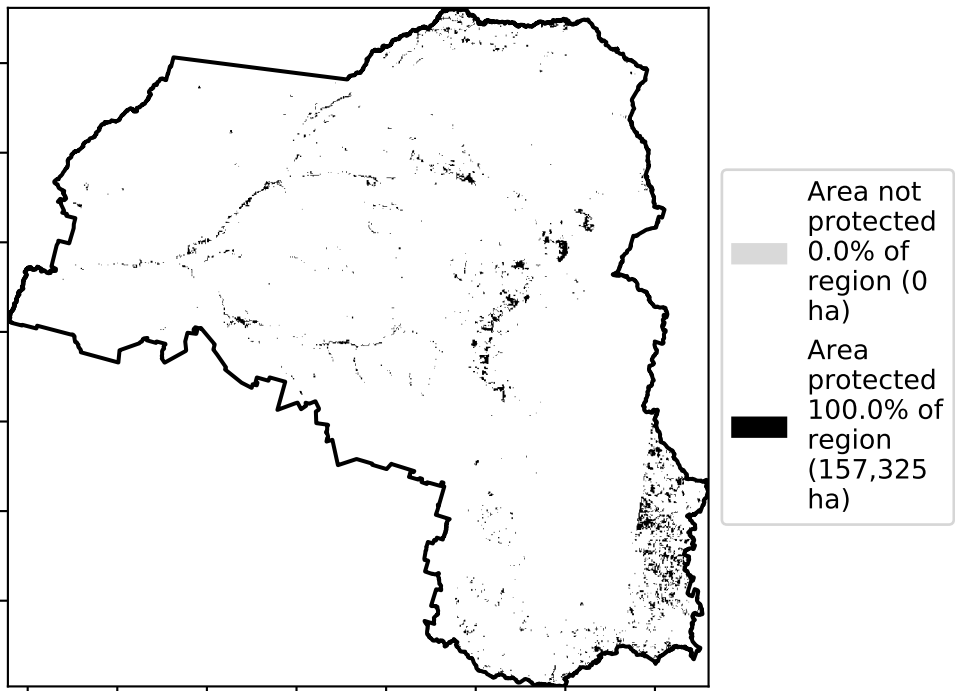 Area not
protected
0.0% of
region (0
ha)
Area
protected
100.0% of
region
(157,325
ha)